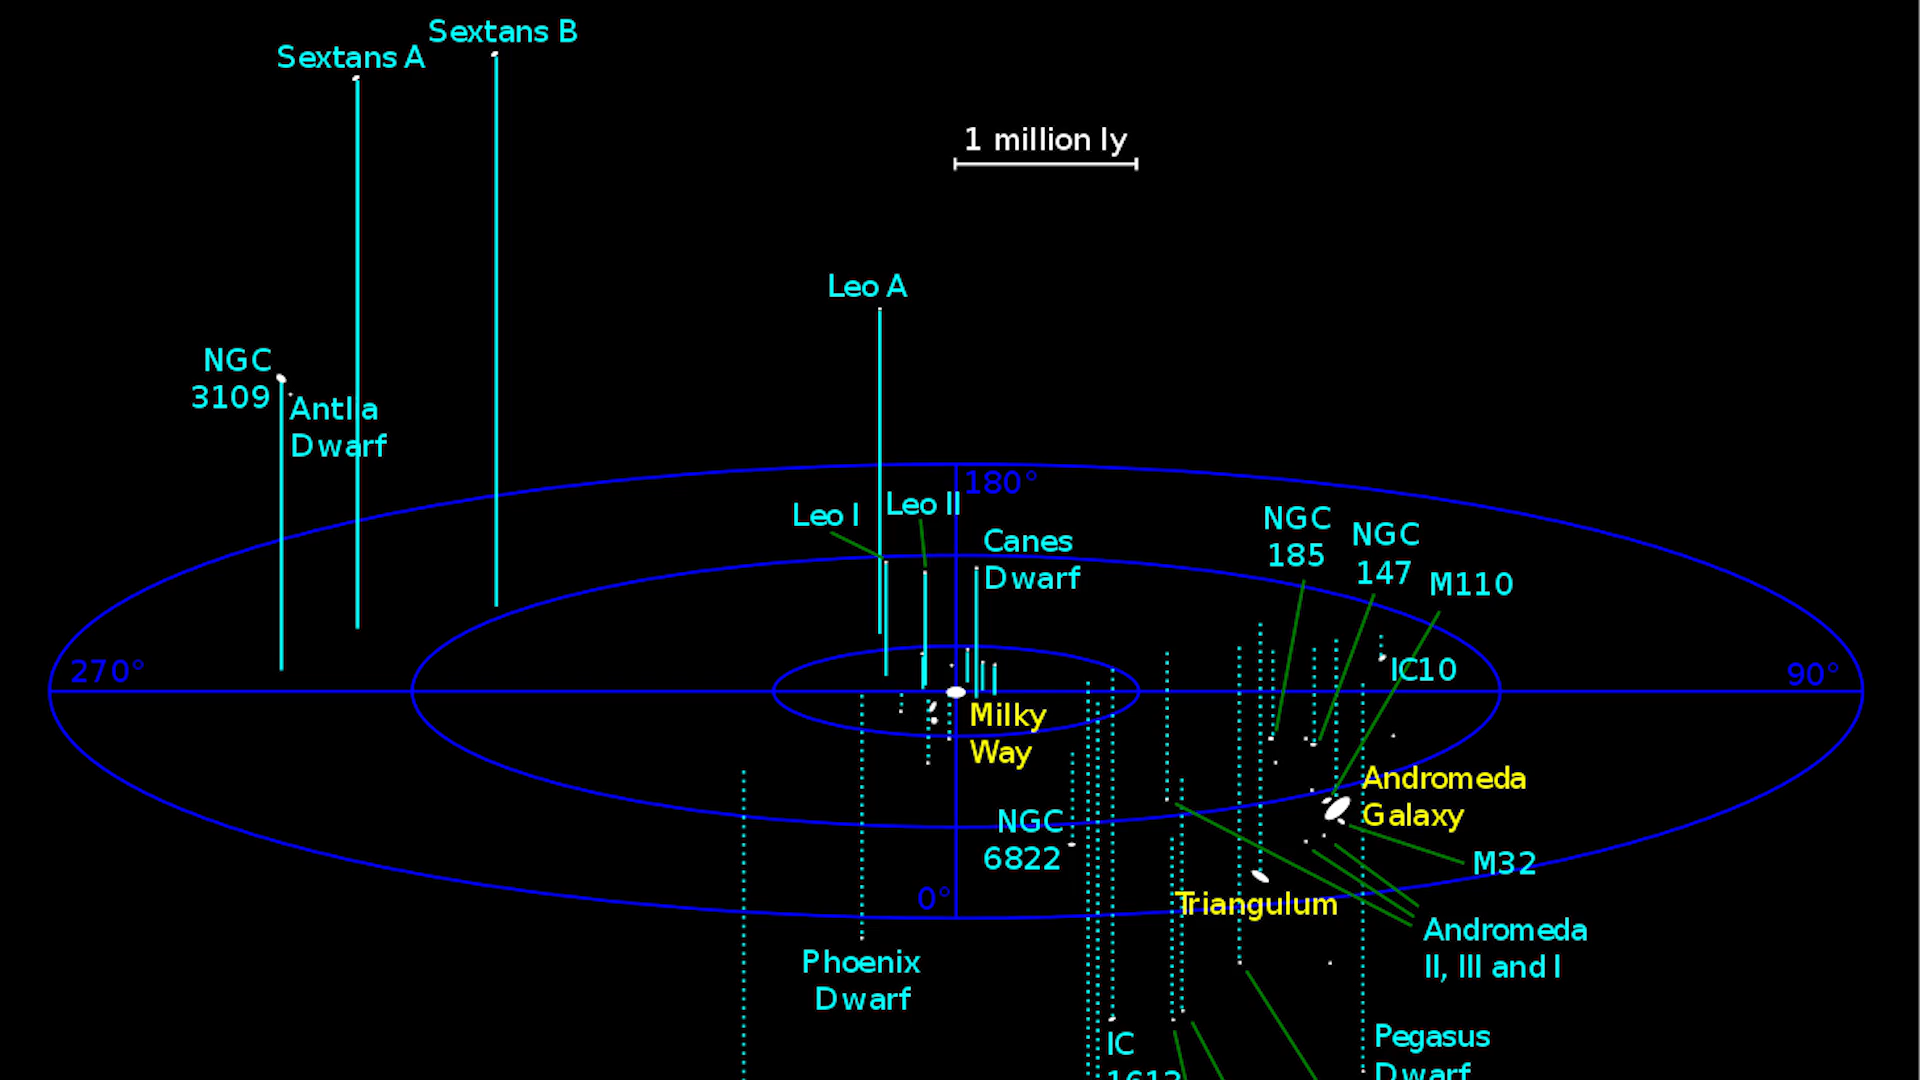 Sextans B
Sextans A
1 million ly
Leo A
NGC
3109
Antlia
Dwarf
180°
Leo I
Leo II
Canes
Dwarf
NGC
185
NGC
147
M110
270°
IC10
90°
Milky
Way
Andromeda
Galaxy
NGC
6822
M32
0°
Triangulum
Andromeda
II, III and I
Phoenix
Dwarf
IC
1613
Pegasus
Dwarf